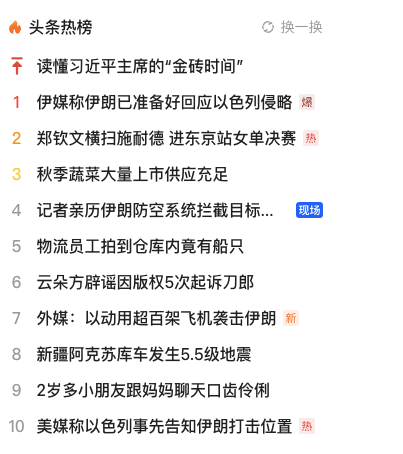 头条热榜 换一换
读懂习近平主席的“金砖时间”
1 伊媒称伊朗已准备好回应以色列侵略 爆
2 郑钦文横扫施耐德 进东京站女单决赛 热
3 秋季蔬菜大量上市供应充足
4 记者亲历伊朗防空系统拦截目标... 现场
5 物流员工拍到仓库内竟有船只
6 云朵方辟谣因版权5次起诉刀郎
7 外媒：以动用超百架飞机袭击伊朗 新
8 新疆阿克苏库车发生5.5级地震
9 2岁多小朋友跟妈妈聊天口齿伶俐
10 美媒称以色列事先告知伊朗打击位置 热